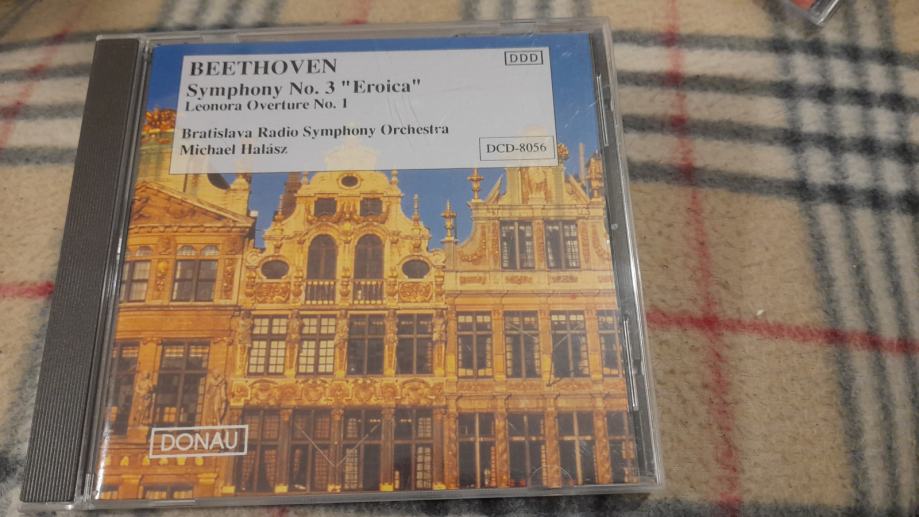 BEETHOVEN
DDD
Symphony No. 3 "Eroica"
Leonora Overture No. 1
Bratislava Radio Symphony Orchestra
Michael Halász
DCD-8056
DONAU